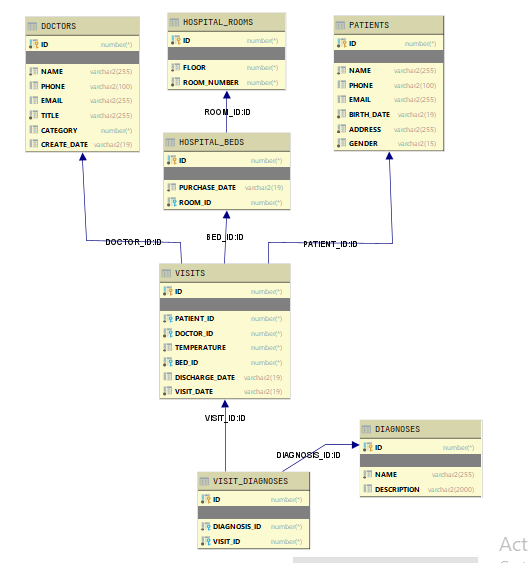 DOCTORS
ID number(*)
NAME varchar2(255)
PHONE varchar2(100)
EMAIL varchar2(255)
TITLE varchar2(255)
CATEGORY number(*)
CREATE_DATE varchar2(19)
HOSPITAL_ROOMS
ID number(*)
FLOOR number(*)
ROOM_NUMBER number(*)
PATIENTS
ID number(*)
NAME varchar2(255)
PHONE varchar2(100)
EMAIL varchar2(255)
BIRTH_DATE varchar2(19)
ADDRESS varchar2(255)
GENDER varchar2(15)
ROOM_ID:ID
HOSPITAL_BEDS
ID number(*)
PURCHASE_DATE varchar2(19)
ROOM_ID number(*)
DOCTOR_ID:ID
BED_ID:ID
PATIENT_ID:ID
VISITS
ID number(*)
PATIENT_ID number(*)
DOCTOR_ID number(*)
TEMPERATURE number(*)
BED_ID number(*)
DISCHARGE_DATE varchar2(19)
VISIT_DATE varchar2(19)
VISIT_ID:ID
DIAGNOSIS_ID:ID
DIAGNOSES
ID number(*)
NAME varchar2(255)
DESCRIPTION varchar2(2000)
VISIT_DIAGNOSES
ID number(*)
DIAGNOSIS_ID number(*)
VISIT_ID number(*)
Act